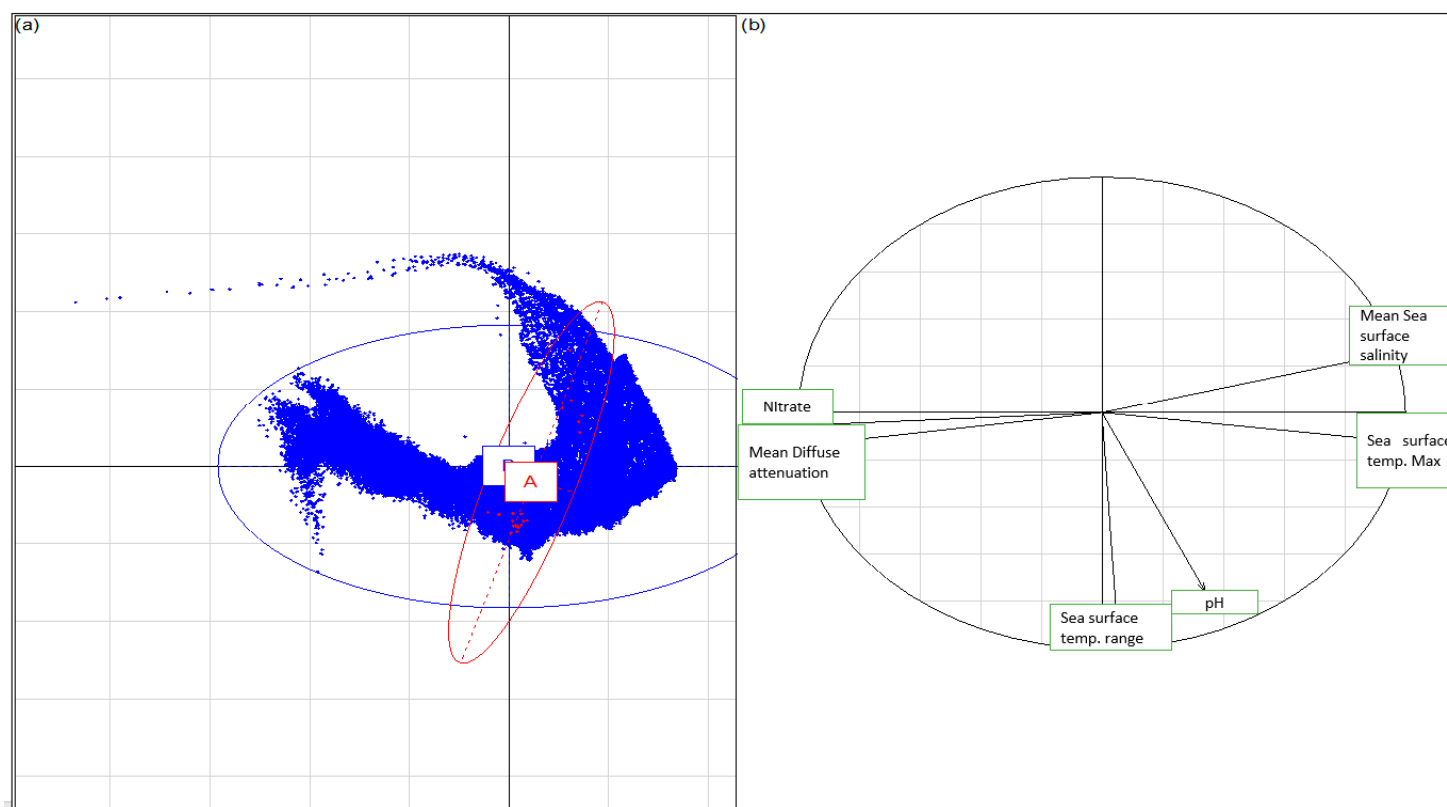 (a)
(b)
A
Mean Sea
surface
salinity
NItrate
Mean Diffuse
attenuation
Sea surface
temp. Max
Sea surface
temp. range
pH